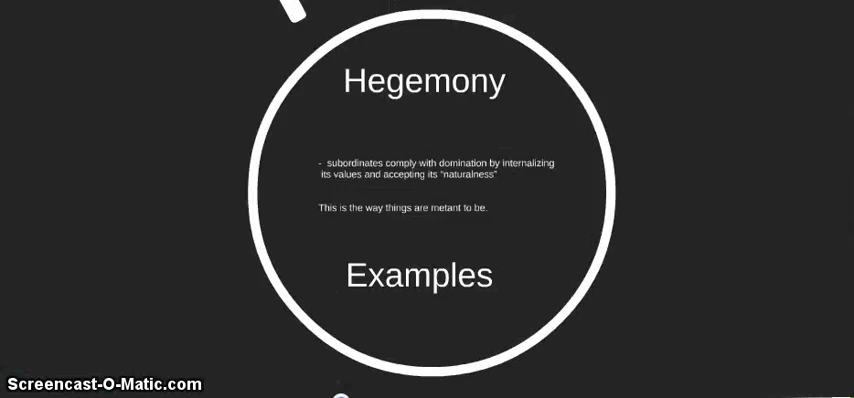 Hegemony
- subordinates comply with domination by internalizing
its values and accepting its "naturalness"
This is the way things are metant to be.
Examples
Screencast-O-Matic.com